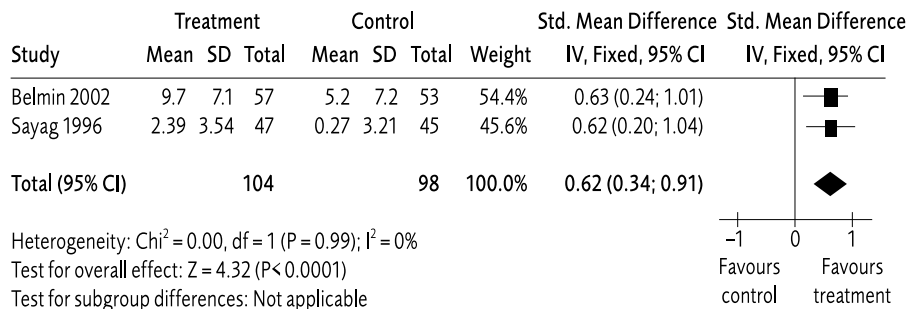 Treatment Control Std. Mean Difference Std. Mean Difference
Study Mean SD Total Mean SD Total Weight IV, Fixed, 95% CI IV, Fixed, 95% CI
Belmin 2002 9.7 7.1 57 5.2 7.2 53 54.4% 0.63 (0.24; 1.01)
Sayag 1996 2.39 3.54 47 0.27 3.21 45 45.6% 0.62 (0.20; 1.04)
Total (95% CI) 104 98 100.0% 0.62 (0.34; 0.91)
Heterogeneity: Chi² = 0.00, df = 1 (P = 0.99); I² = 0%
Test for overall effect: Z = 4.32 (P< 0.0001)
Test for subgroup differences: Not applicable
−1 0 1
Favours Favours
control treatment